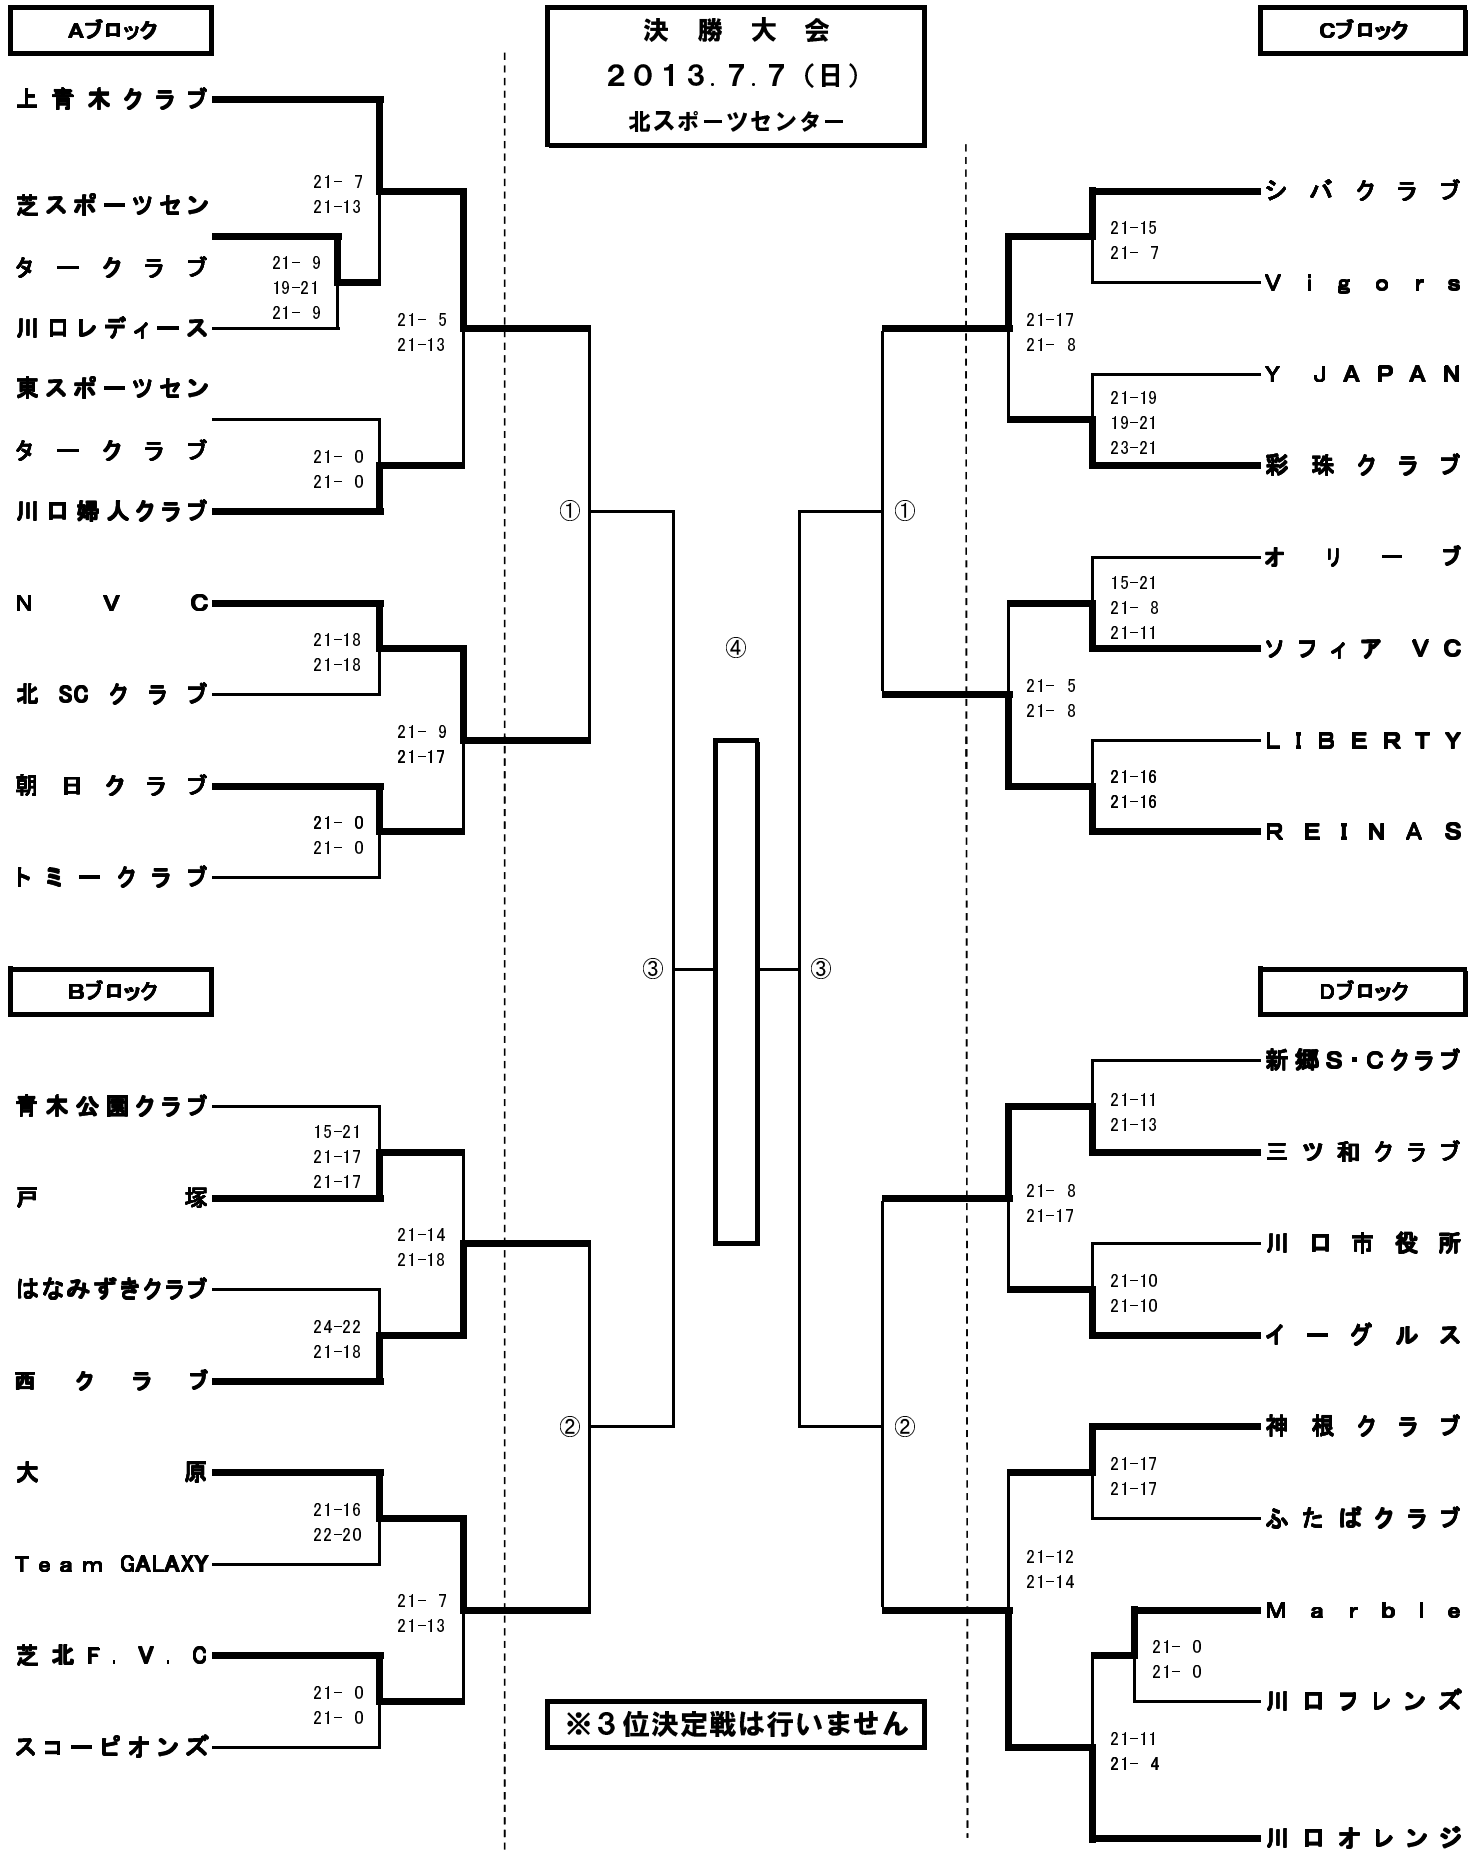 Aブロック
上青木クラブ
21- 7
21-13
芝スポーツセン
タークラブ
21- 9
19-21
21- 9
川口レディース
21- 5
21-13
東スポーツセン
タークラブ
21- 0
21- 0
川口婦人クラブ
①
NVC
21-18
21-18
北SCクラブ
21- 9
21-17
朝日クラブ
21- 0
21- 0
トミークラブ
③
Bブロック
青木公園クラブ
15-21
21-17
21-17
戸塚
21-14
21-18
はなみずきクラブ
24-22
21-18
西クラブ
②
大原
21-16
22-20
Team GALAXY
21- 7
21-13
芝北F.V.C
21- 0
21- 0
スコーピオンズ
決勝大会
2013.7.7(日)
北スポーツセンター
④
※3位決定戦は行いません
Cブロック
シバクラブ
21-15
21- 7
Vigors
21-17
21- 8
Y JAPAN
21-19
19-21
23-21
彩珠クラブ
①
オリーブ
15-21
21- 8
21-11
ソフィアVC
21- 5
21- 8
LIBERTY
21-16
21-16
REINAS
③
Dブロック
新郷S・Cクラブ
21-11
21-13
三ツ和クラブ
21- 8
21-17
川口市役所
21-10
21-10
イーグルス
②
神根クラブ
21-17
21-17
ふたばクラブ
21-12
21-14
Marble
21- 0
21- 0
川口フレンズ
21-11
21- 4
川口オレンジ